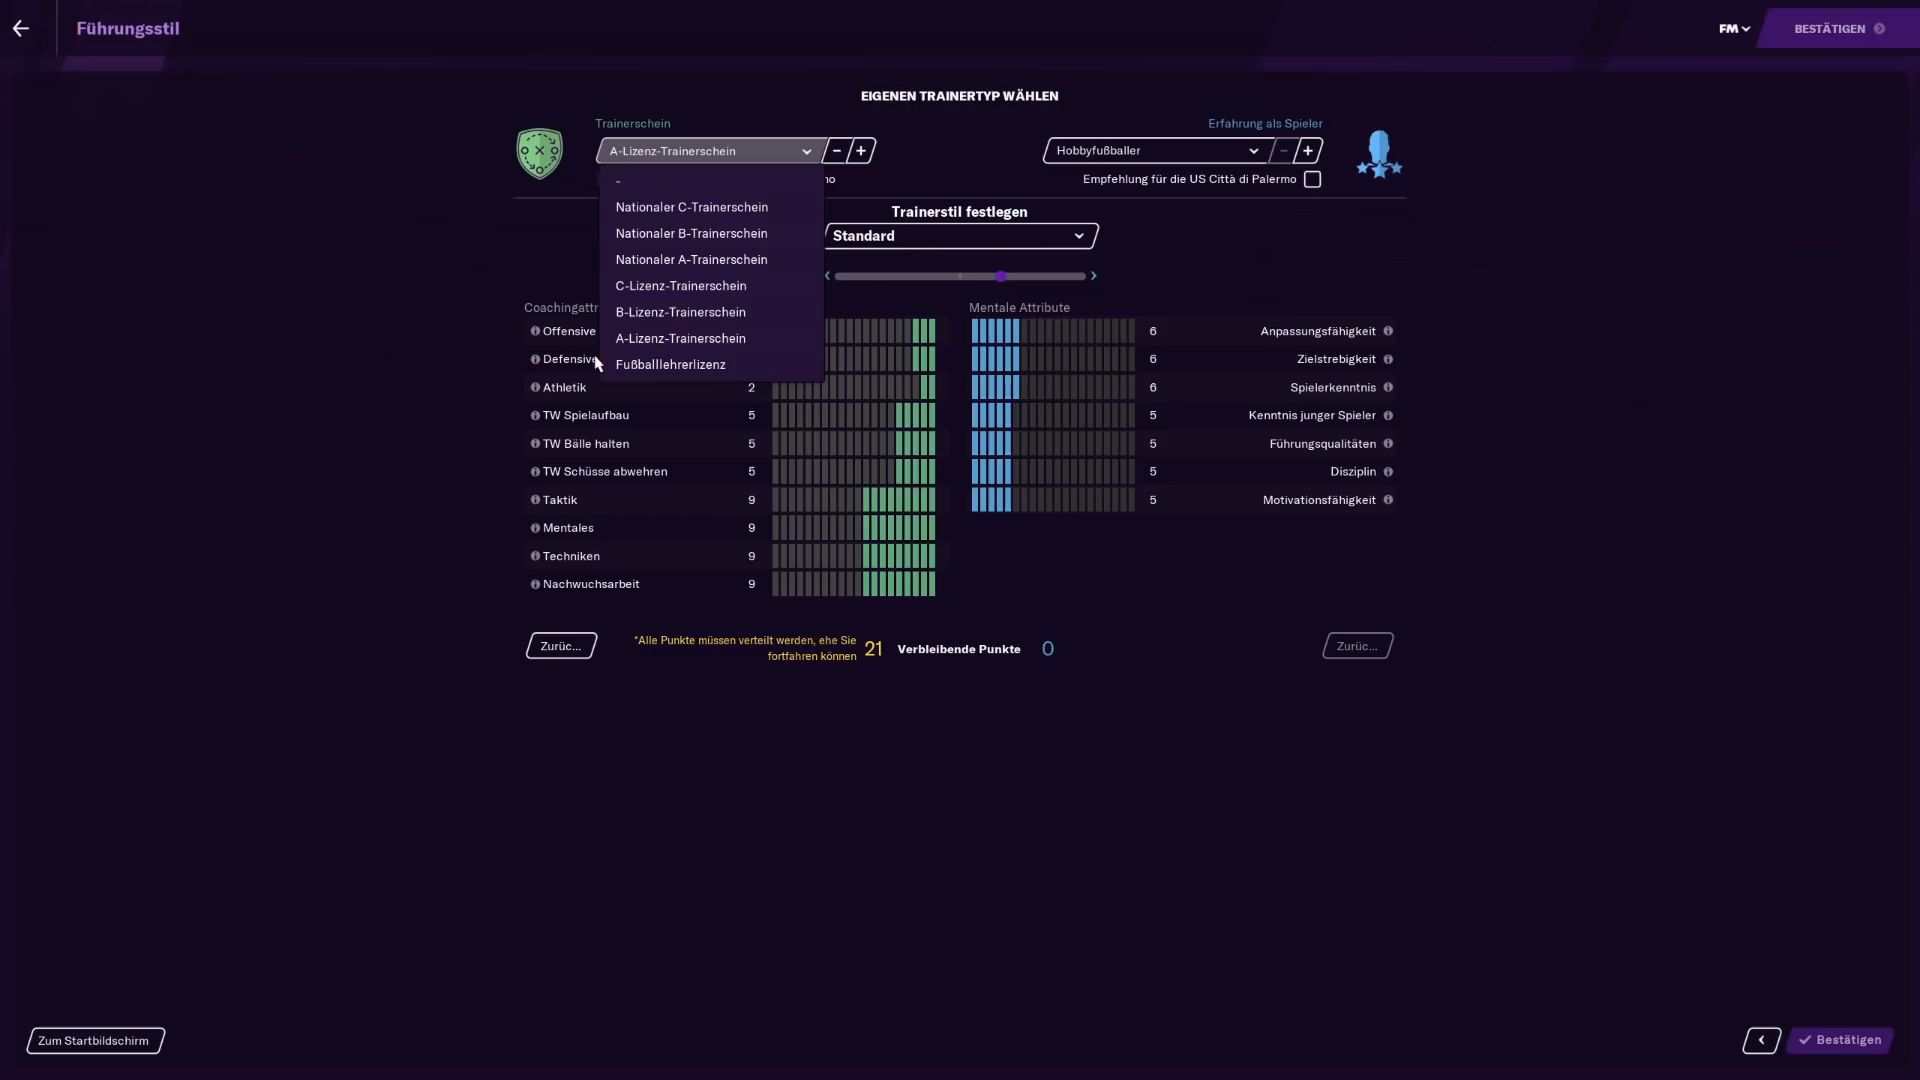 Führungsstil
FM
BESTÄTIGEN
EIGENEN TRAINERTYP WÄHLEN
Trainerschein
Erfahrung als Spieler
A-Lizenz-Trainerschein
- +
Hobbyfußballer
- +
Empfehlung für die US Città di Palermo
-
Nationaler C-Trainerschein
Nationaler B-Trainerschein
Nationaler A-Trainerschein
C-Lizenz-Trainerschein
B-Lizenz-Trainerschein
A-Lizenz-Trainerschein
Fußballlehrerlizenz
Trainerstil festlegen
Standard
Coachingattr
Offensive
Defensive
Athletik 2
TW Spielaufbau 5
TW Bälle halten 5
TW Schüsse abwehren 5
Taktik 9
Mentales 9
Techniken 9
Nachwuchsarbeit 9
Mentale Attribute
6 Anpassungsfähigkeit
6 Zielstrebigkeit
6 Spielerkenntnis
5 Kenntnis junger Spieler
5 Führungsqualitäten
5 Disziplin
5 Motivationsfähigkeit
Zurüc...
*Alle Punkte müssen verteilt werden, ehe Sie
fortfahren können
21 Verbleibende Punkte 0
Zurüc...
Zum Startbildschirm
Bestätigen